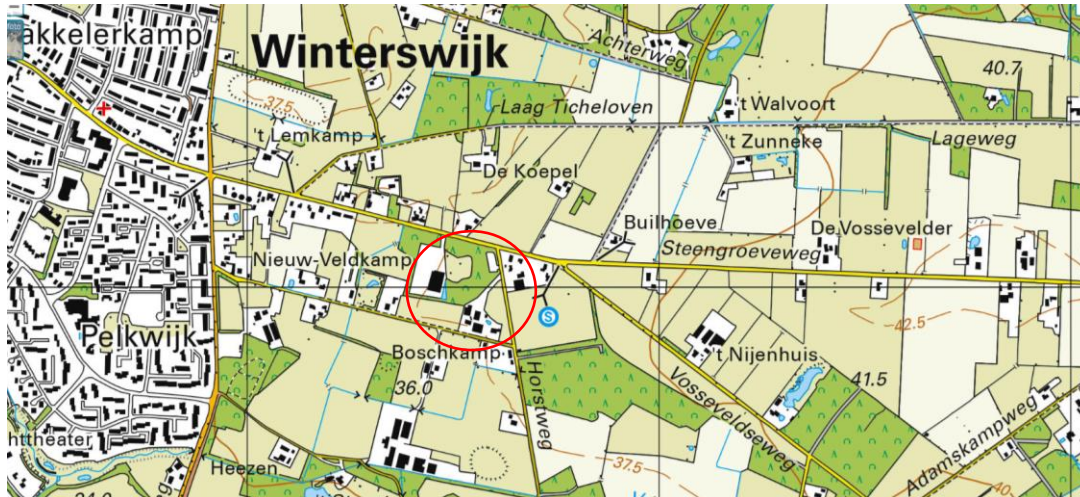 akkelerkamp
Winterswijk
Achterweg
40.7
37.5
Laag Ticheloven
't Walvoort
't Lemkamp
't Zunneke
Lageweg
De Koepel
Builhoeve
De Vossevelder
Steengroeveweg
Nieuw-Veldkamp
S
42.5
Pelkwijk
Boschkamp
't Nijenhuis
36.0
Horstweg
41.5
Vosseveldseweg
httheater
Heezen
37.5
Adamskampweg